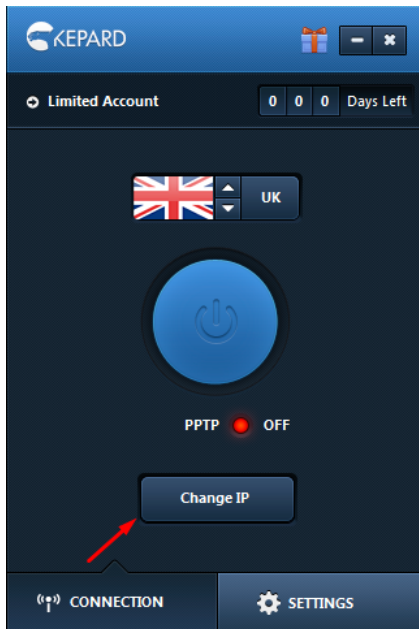 KEPARD
Limited Account 0 0 0 Days Left
UK
PPTP OFF
Change IP
CONNECTION SETTINGS